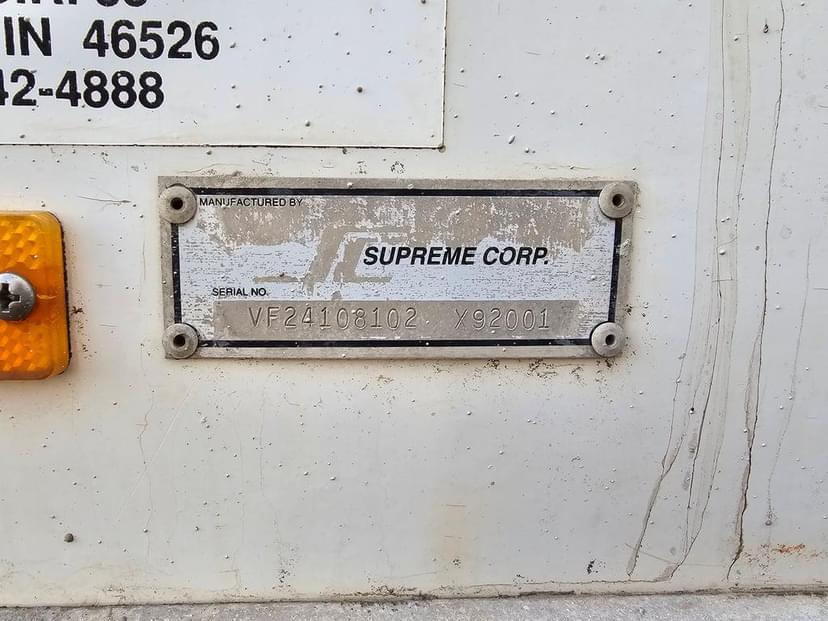 IN 46526
42-4888
MANUFACTURED BY
SUPREME CORP.
SERIAL NO.
VF24108102 X92001